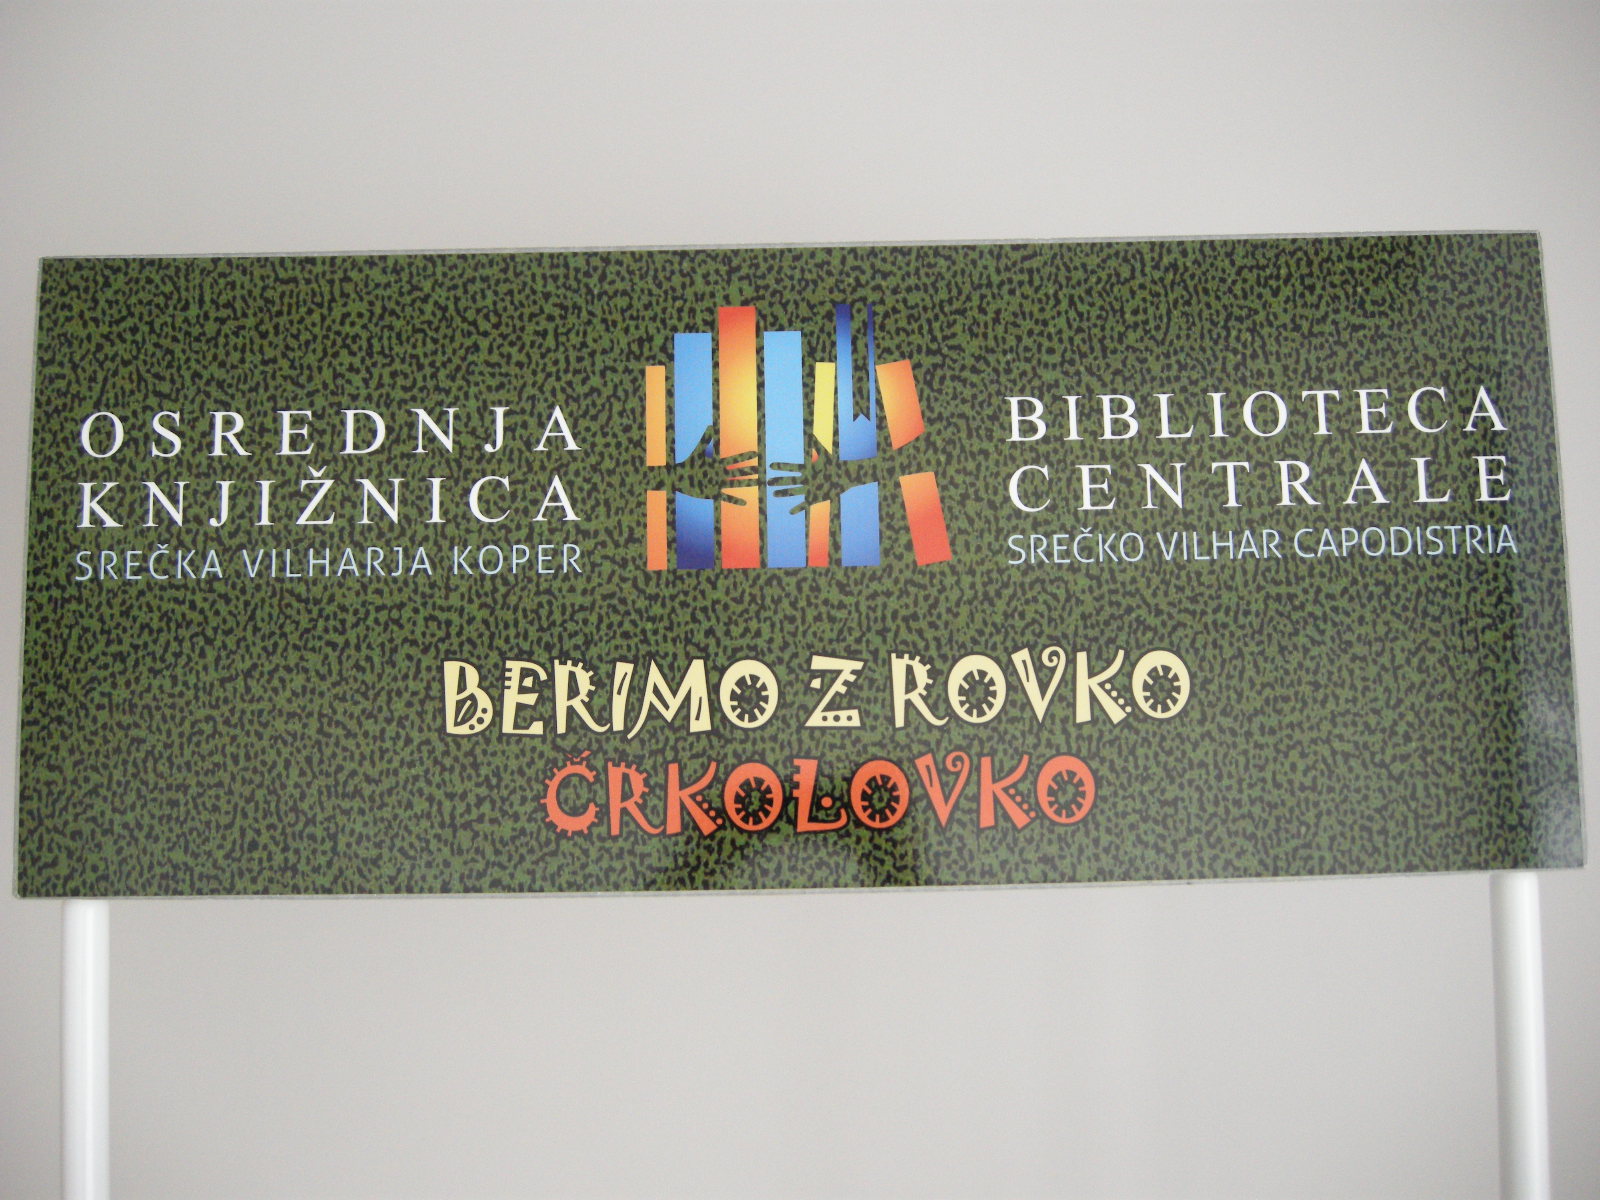 OSREDNJA
KNJIŽNICA
SREČKA VILHARJA KOPER
BIBLIOTECA
CENTRALE
SREČKO VILHAR CAPODISTRIA
BERIMO Z ROVKO
ČRKOLOVKO